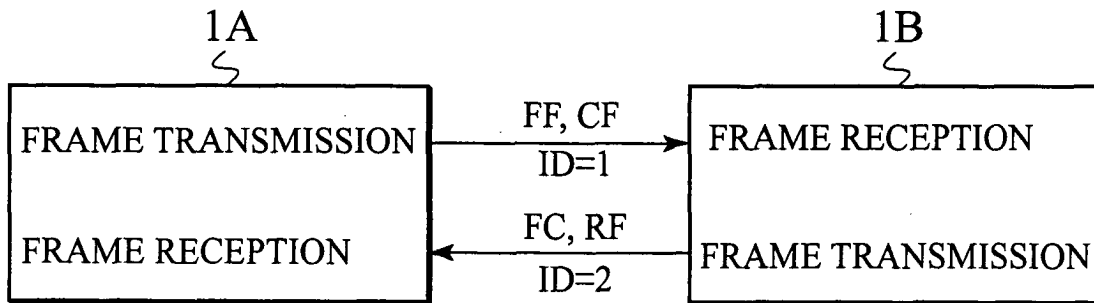 1A
1B
FRAME TRANSMISSION
FF, CF
ID=1
FRAME RECEPTION
FRAME RECEPTION
FC, RF
ID=2
FRAME TRANSMISSION